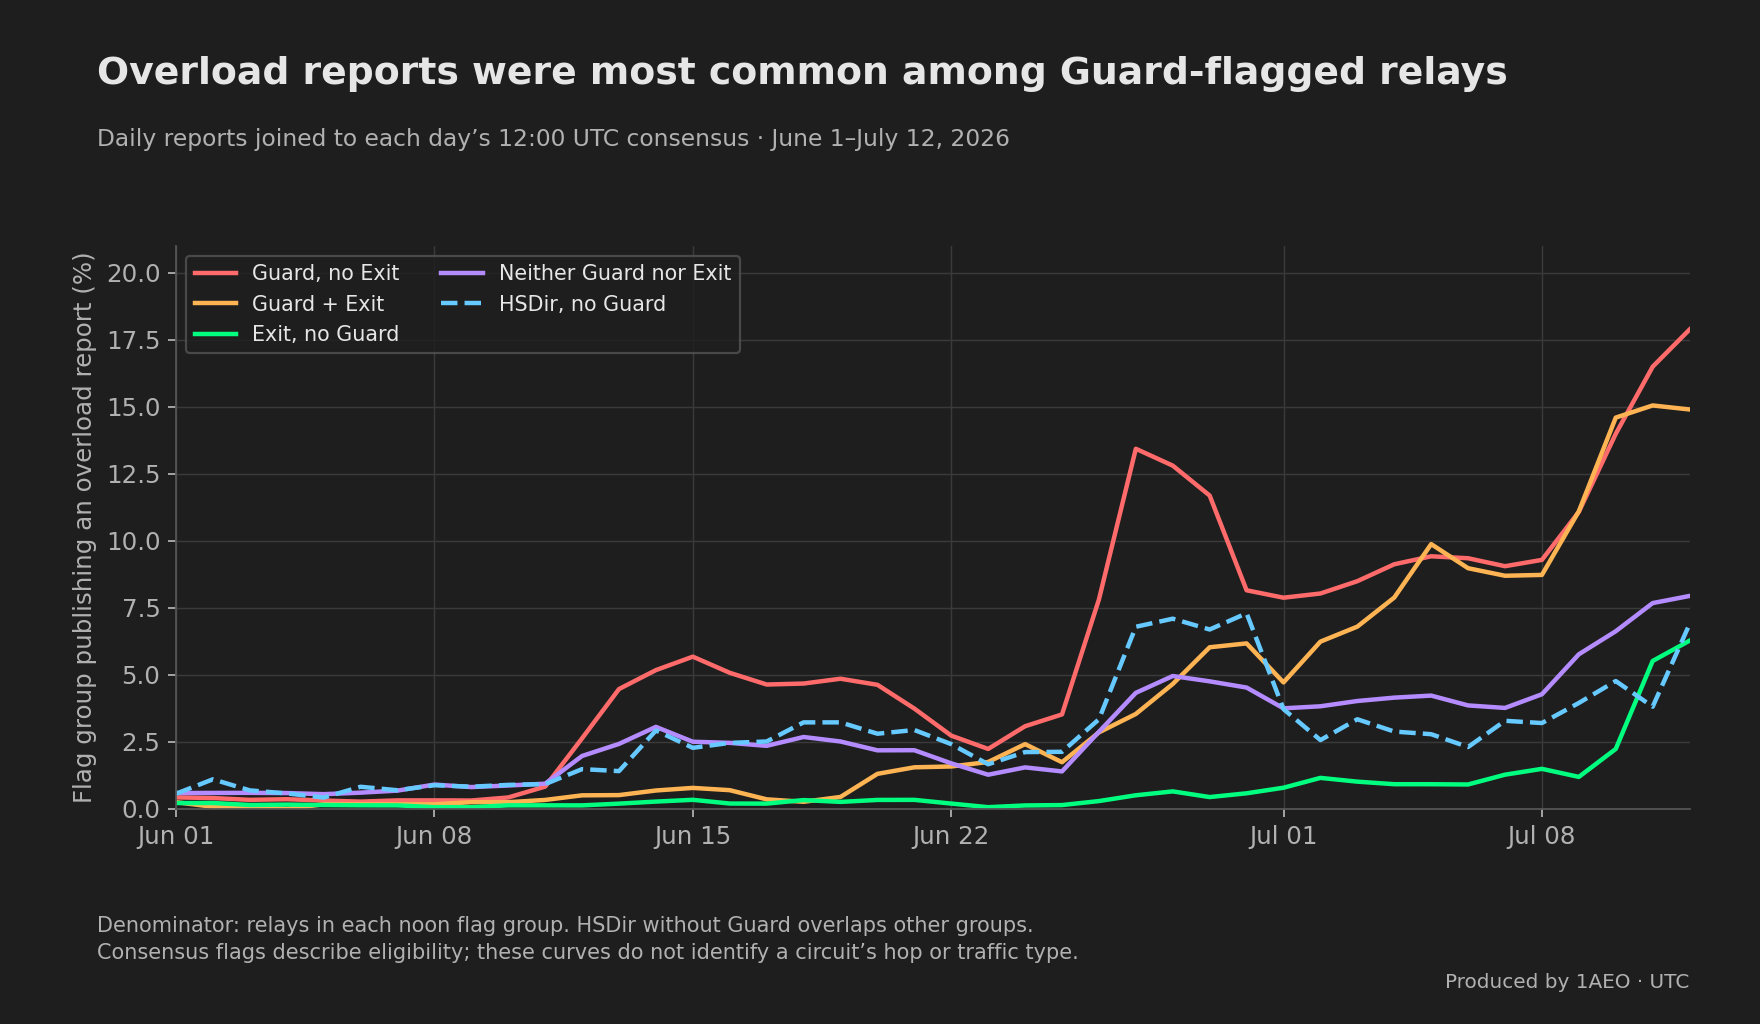 Overload reports were most common among Guard-flagged relays
Daily reports joined to each day’s 12:00 UTC consensus · June 1–July 12, 2026
Flag group publishing an overload report (%)
20.0
17.5
15.0
12.5
10.0
7.5
5.0
2.5
0.0
Guard, no Exit
Guard + Exit
Exit, no Guard
Neither Guard nor Exit
HSDir, no Guard
Jun 01
Jun 08
Jun 15
Jun 22
Jul 01
Jul 08
Denominator: relays in each noon flag group. HSDir without Guard overlaps other groups.
Consensus flags describe eligibility; these curves do not identify a circuit’s hop or traffic type.
Produced by 1AEO · UTC